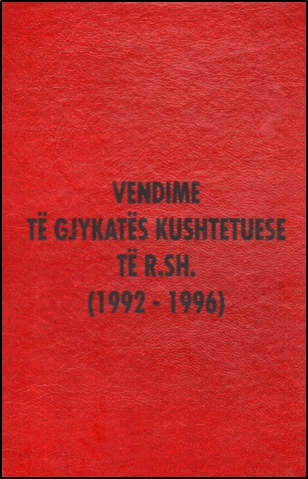 VENDIME
TË GJYKATËS KUSHTETUESE
TË R.SH.
(1992 - 1996)